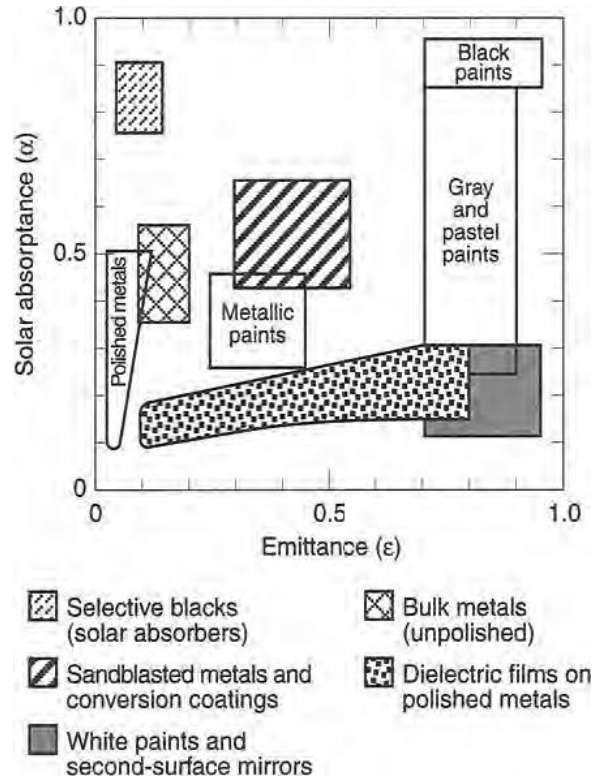 1.0
Black
paints
Gray
and
pastel
paints
Solar absorptance (α)
0.5
Polished metals
Metallic
paints
0
0
0.5
1.0
Emittance (ε)
Selective blacks
(solar absorbers)
Bulk metals
(unpolished)
Sandblasted metals and
conversion coatings
Dielectric films on
polished metals
White paints and
second-surface mirrors